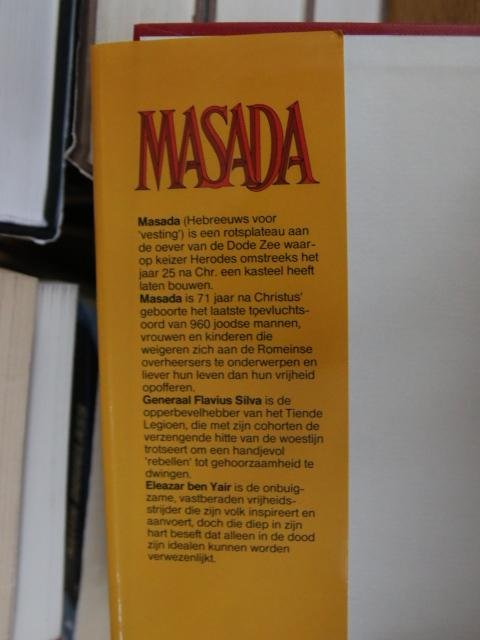 MASADA
Masada (Hebreeuws voor
'vesting') is een rotsplateau aan
de oever van de Dode Zee waar-
op keizer Herodes omstreeks het
jaar 25 na Chr. een kasteel heeft
laten bouwen.
Masada is 71 jaar na Christus'
geboorte het laatste toevluchts-
oord van 960 joodse mannen,
vrouwen en kinderen die
weigeren zich aan de Romeinse
overheersers te onderwerpen en
liever hun leven dan hun vrijheid
opofferen.
Generaal Flavius Silva is de
opperbevelhebber van het Tiende
Legioen, die met zijn cohorten de
verzengende hitte van de woestijn
trotseert om een handjevol
'rebellen' tot gehoorzaamheid te
dwingen.
Eleazar ben Yair is de onbuig-
zame, vastberaden vrijheids-
strijder die zijn volk inspireert en
aanvoert, doch die diep in zijn
hart beseft dat alleen in de dood
zijn idealen kunnen worden
verwezenlijkt.